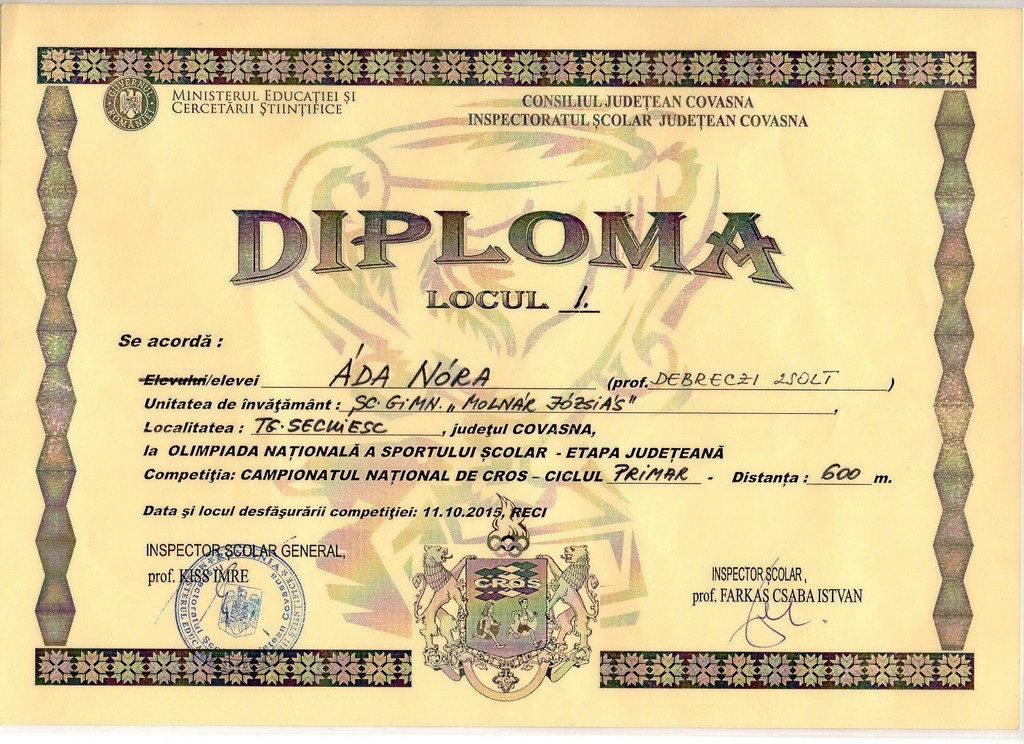 GUVERNUL ROMÂNIEI
MINISTERUL EDUCAȚIEI ȘI
CERCETĂRII ȘTIINȚIFICE
CONSILIUL JUDEȚEAN COVASNA
INSPECTORATUL ȘCOLAR JUDEȚEAN COVASNA
DIPLOMA
LOCUL 1.
Se acordă :
Elevului/elevei ÁDA NÓRA (prof. DEBRECZI ZSOLT )
Unitatea de învățământ : ȘC. GIMN. „MOLNÁR JÓZSIÁS" ,
Localitatea : TG. SECUIESC , județul COVASNA,
la OLIMPIADA NAȚIONALĂ A SPORTULUI ȘCOLAR - ETAPA JUDEȚEANĂ
Competiția: CAMPIONATUL NAȚIONAL DE CROS – CICLUL PRIMAR - Distanța : 600 m.
Data și locul desfășurării competiției: 11.10.2015, RECI
INSPECTOR ȘCOLAR GENERAL,
prof. KISS IMRE
CROS
INSPECTOR ȘCOLAR ,
prof. FARKAS CSABA ISTVAN